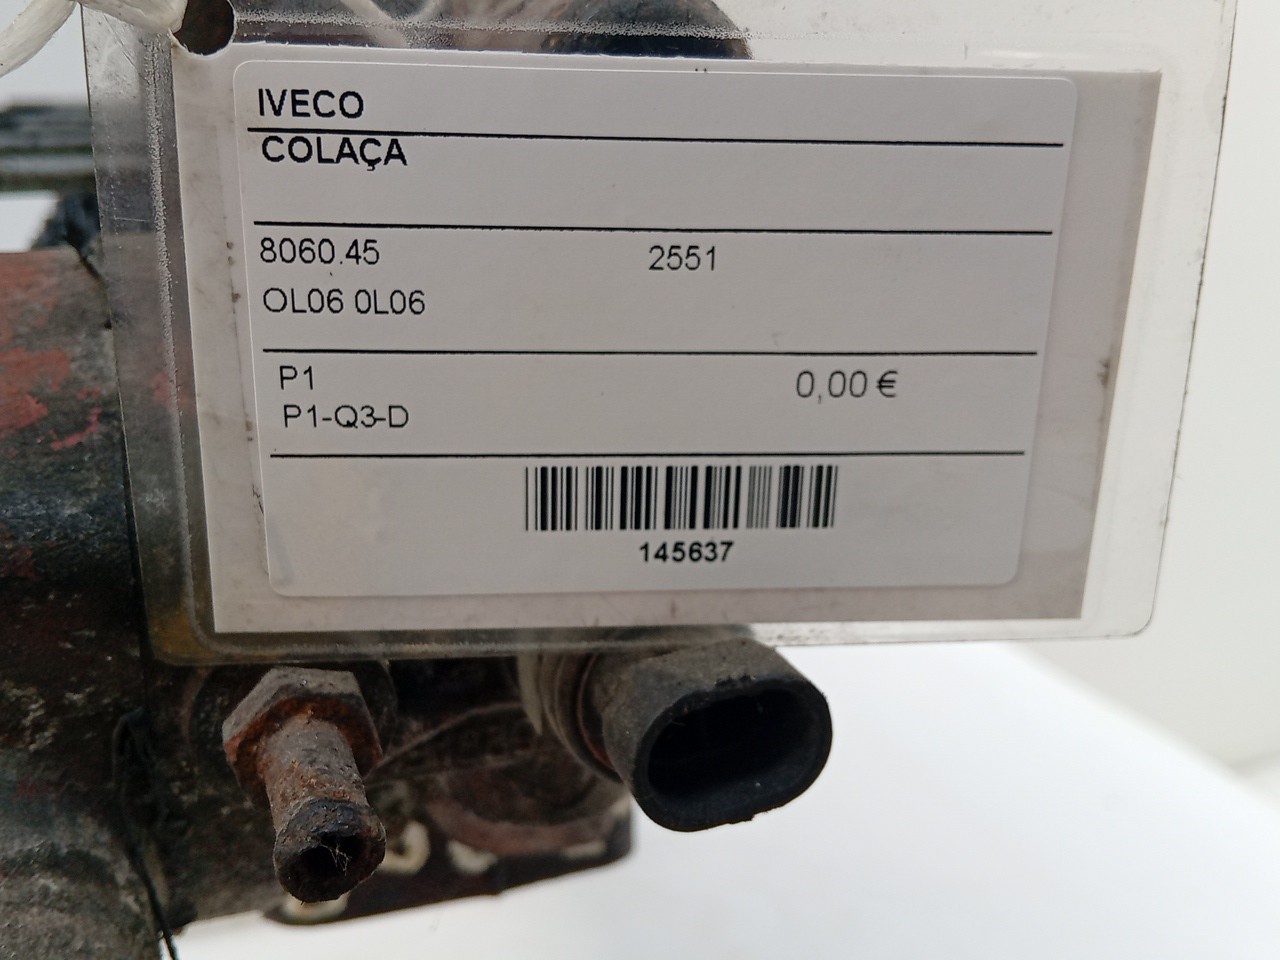 IVECO
COLAÇA
8060.45 2551
OL06 0L06
P1 0,00 €
P1-Q3-D
145637